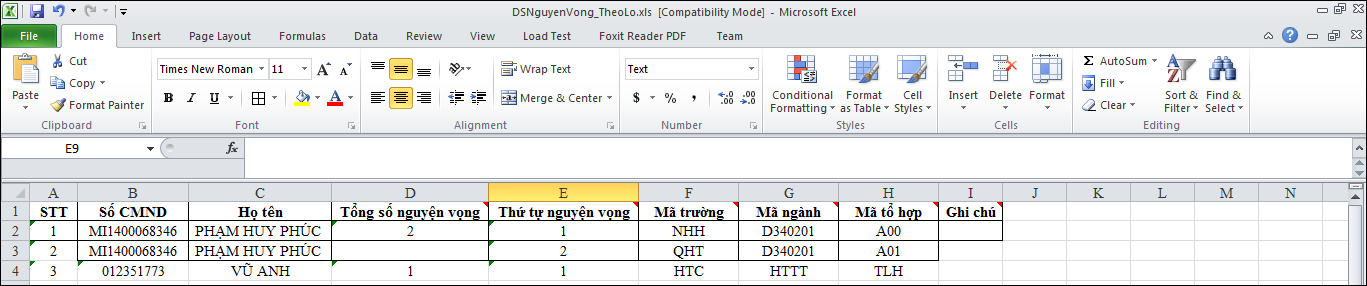 DSNguyenVong_TheoLo.xls [Compatibility Mode] - Microsoft Excel
File Home Insert Page Layout Formulas Data Review View Load Test Foxit Reader PDF Team
Paste
Cut
Copy
Format Painter
Clipboard
Times New Roman 11
B I U
Font
Wrap Text
Merge & Center
Alignment
Text
$ % ,
Number
Conditional Formatting
Format as Table
Cell Styles
Styles
Insert Delete Format
Cells
Σ AutoSum
Fill
Clear
Sort & Filter
Find & Select
Editing
E9 fx
A B C D E F G H I J K L M N
1 STT Số CMND Họ tên Tổng số nguyện vọng Thứ tự nguyện vọng Mã trường Mã ngành Mã tổ hợp Ghi chú
2 1 MI1400068346 PHẠM HUY PHÚC 2 1 NHH D340201 A00
3 2 MI1400068346 PHẠM HUY PHÚC 2 QHT D340201 A01
4 3 012351773 VŨ ANH 1 1 HTC HTTT TLH